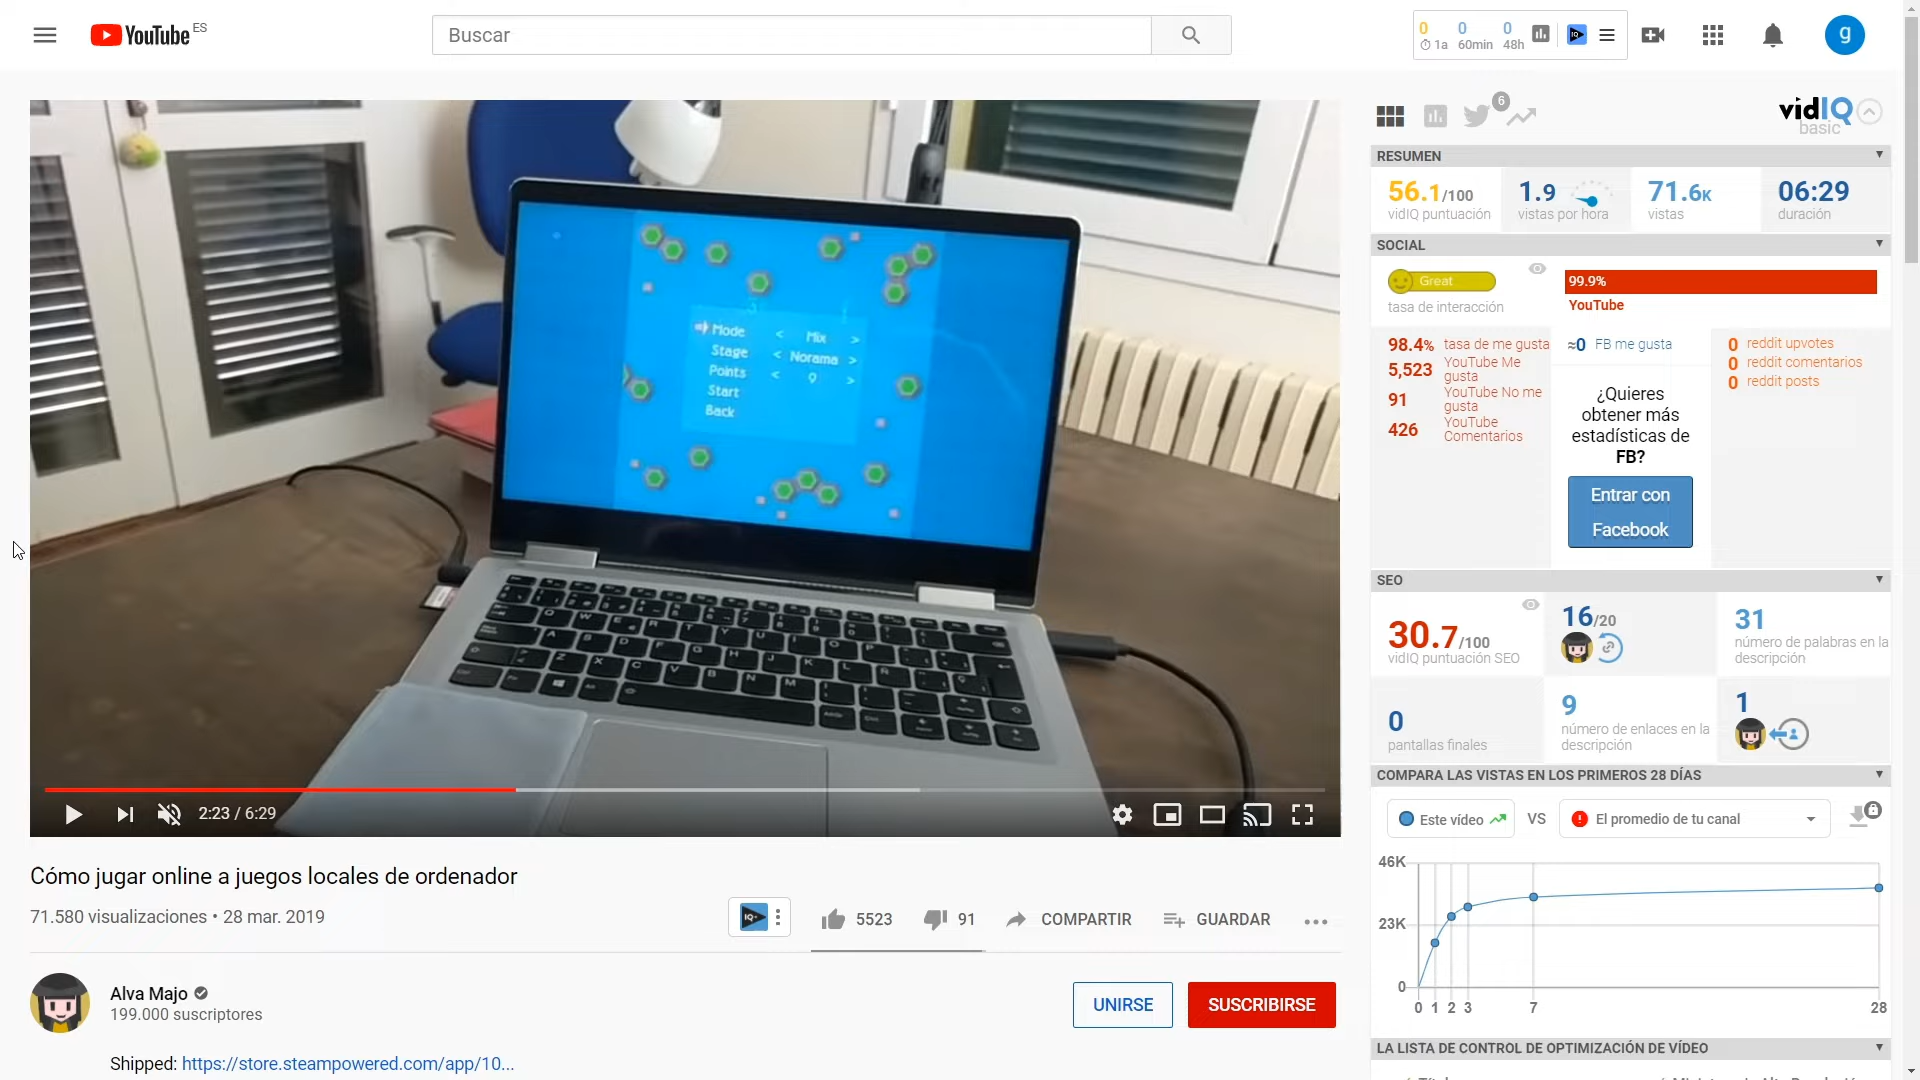 YouTube ES
Buscar
0 0 0
1a 60min 48h
g
Mode < Mix >
Stage < Norama >
Points < 9 >
Start
Back
2:23 / 6:29
Cómo jugar online a juegos locales de ordenador
71.580 visualizaciones • 28 mar. 2019
IQ
5523 91 COMPARTIR GUARDAR
Alva Majo
199.000 suscriptores
UNIRSE SUSCRIBIRSE
Shipped: https://store.steampowered.com/app/10...
6
vidIQ
basic
RESUMEN
56.1/100 1.9 71.6K 06:29
vidIQ puntuación vistas por hora vistas duración
SOCIAL
Great 99.9%
tasa de interacción YouTube
98.4% tasa de me gusta
5,523 YouTube Me gusta
91 YouTube No me gusta
426 YouTube Comentarios
≈0 FB me gusta
¿Quieres
obtener más
estadísticas de
FB?
Entrar con
Facebook
0 reddit upvotes
0 reddit comentarios
0 reddit posts
SEO
30.7/100
vidIQ puntuación SEO
16/20
31
número de palabras en la
descripción
0
pantallas finales
9
número de enlaces en la
descripción
1
COMPARA LAS VISTAS EN LOS PRIMEROS 28 DÍAS
Este vídeo VS El promedio de tu canal
46K
23K
0
0 1 2 3 7 28
LA LISTA DE CONTROL DE OPTIMIZACIÓN DE VÍDEO